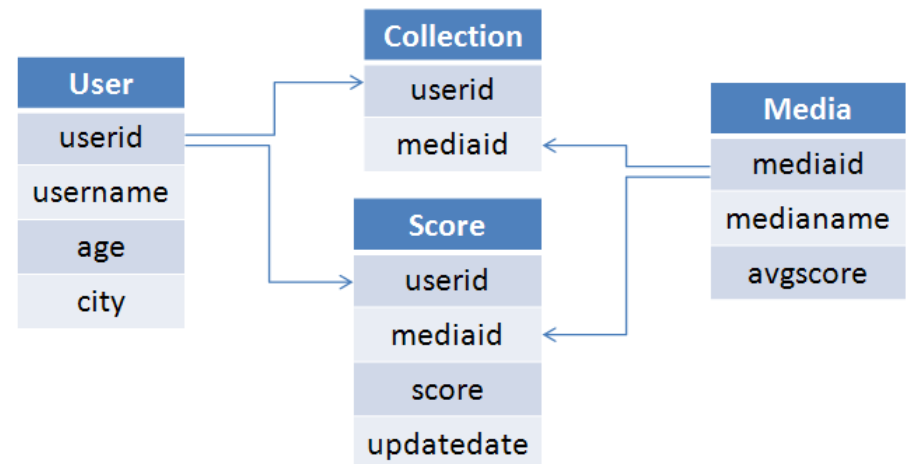 User
userid
username
age
city
Collection
userid
mediaid
Score
userid
mediaid
score
updatedate
Media
mediaid
medianame
avgscore